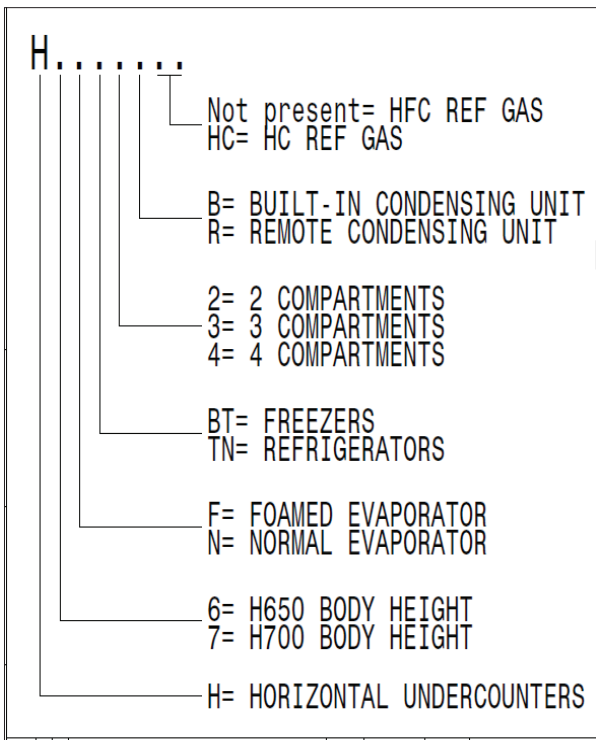 H.......
Not present= HFC REF GAS
HC= HC REF GAS
B= BUILT-IN CONDENSING UNIT
R= REMOTE CONDENSING UNIT
2= 2 COMPARTMENTS
3= 3 COMPARTMENTS
4= 4 COMPARTMENTS
BT= FREEZERS
TN= REFRIGERATORS
F= FOAMED EVAPORATOR
N= NORMAL EVAPORATOR
6= H650 BODY HEIGHT
7= H700 BODY HEIGHT
H= HORIZONTAL UNDERCOUNTERS